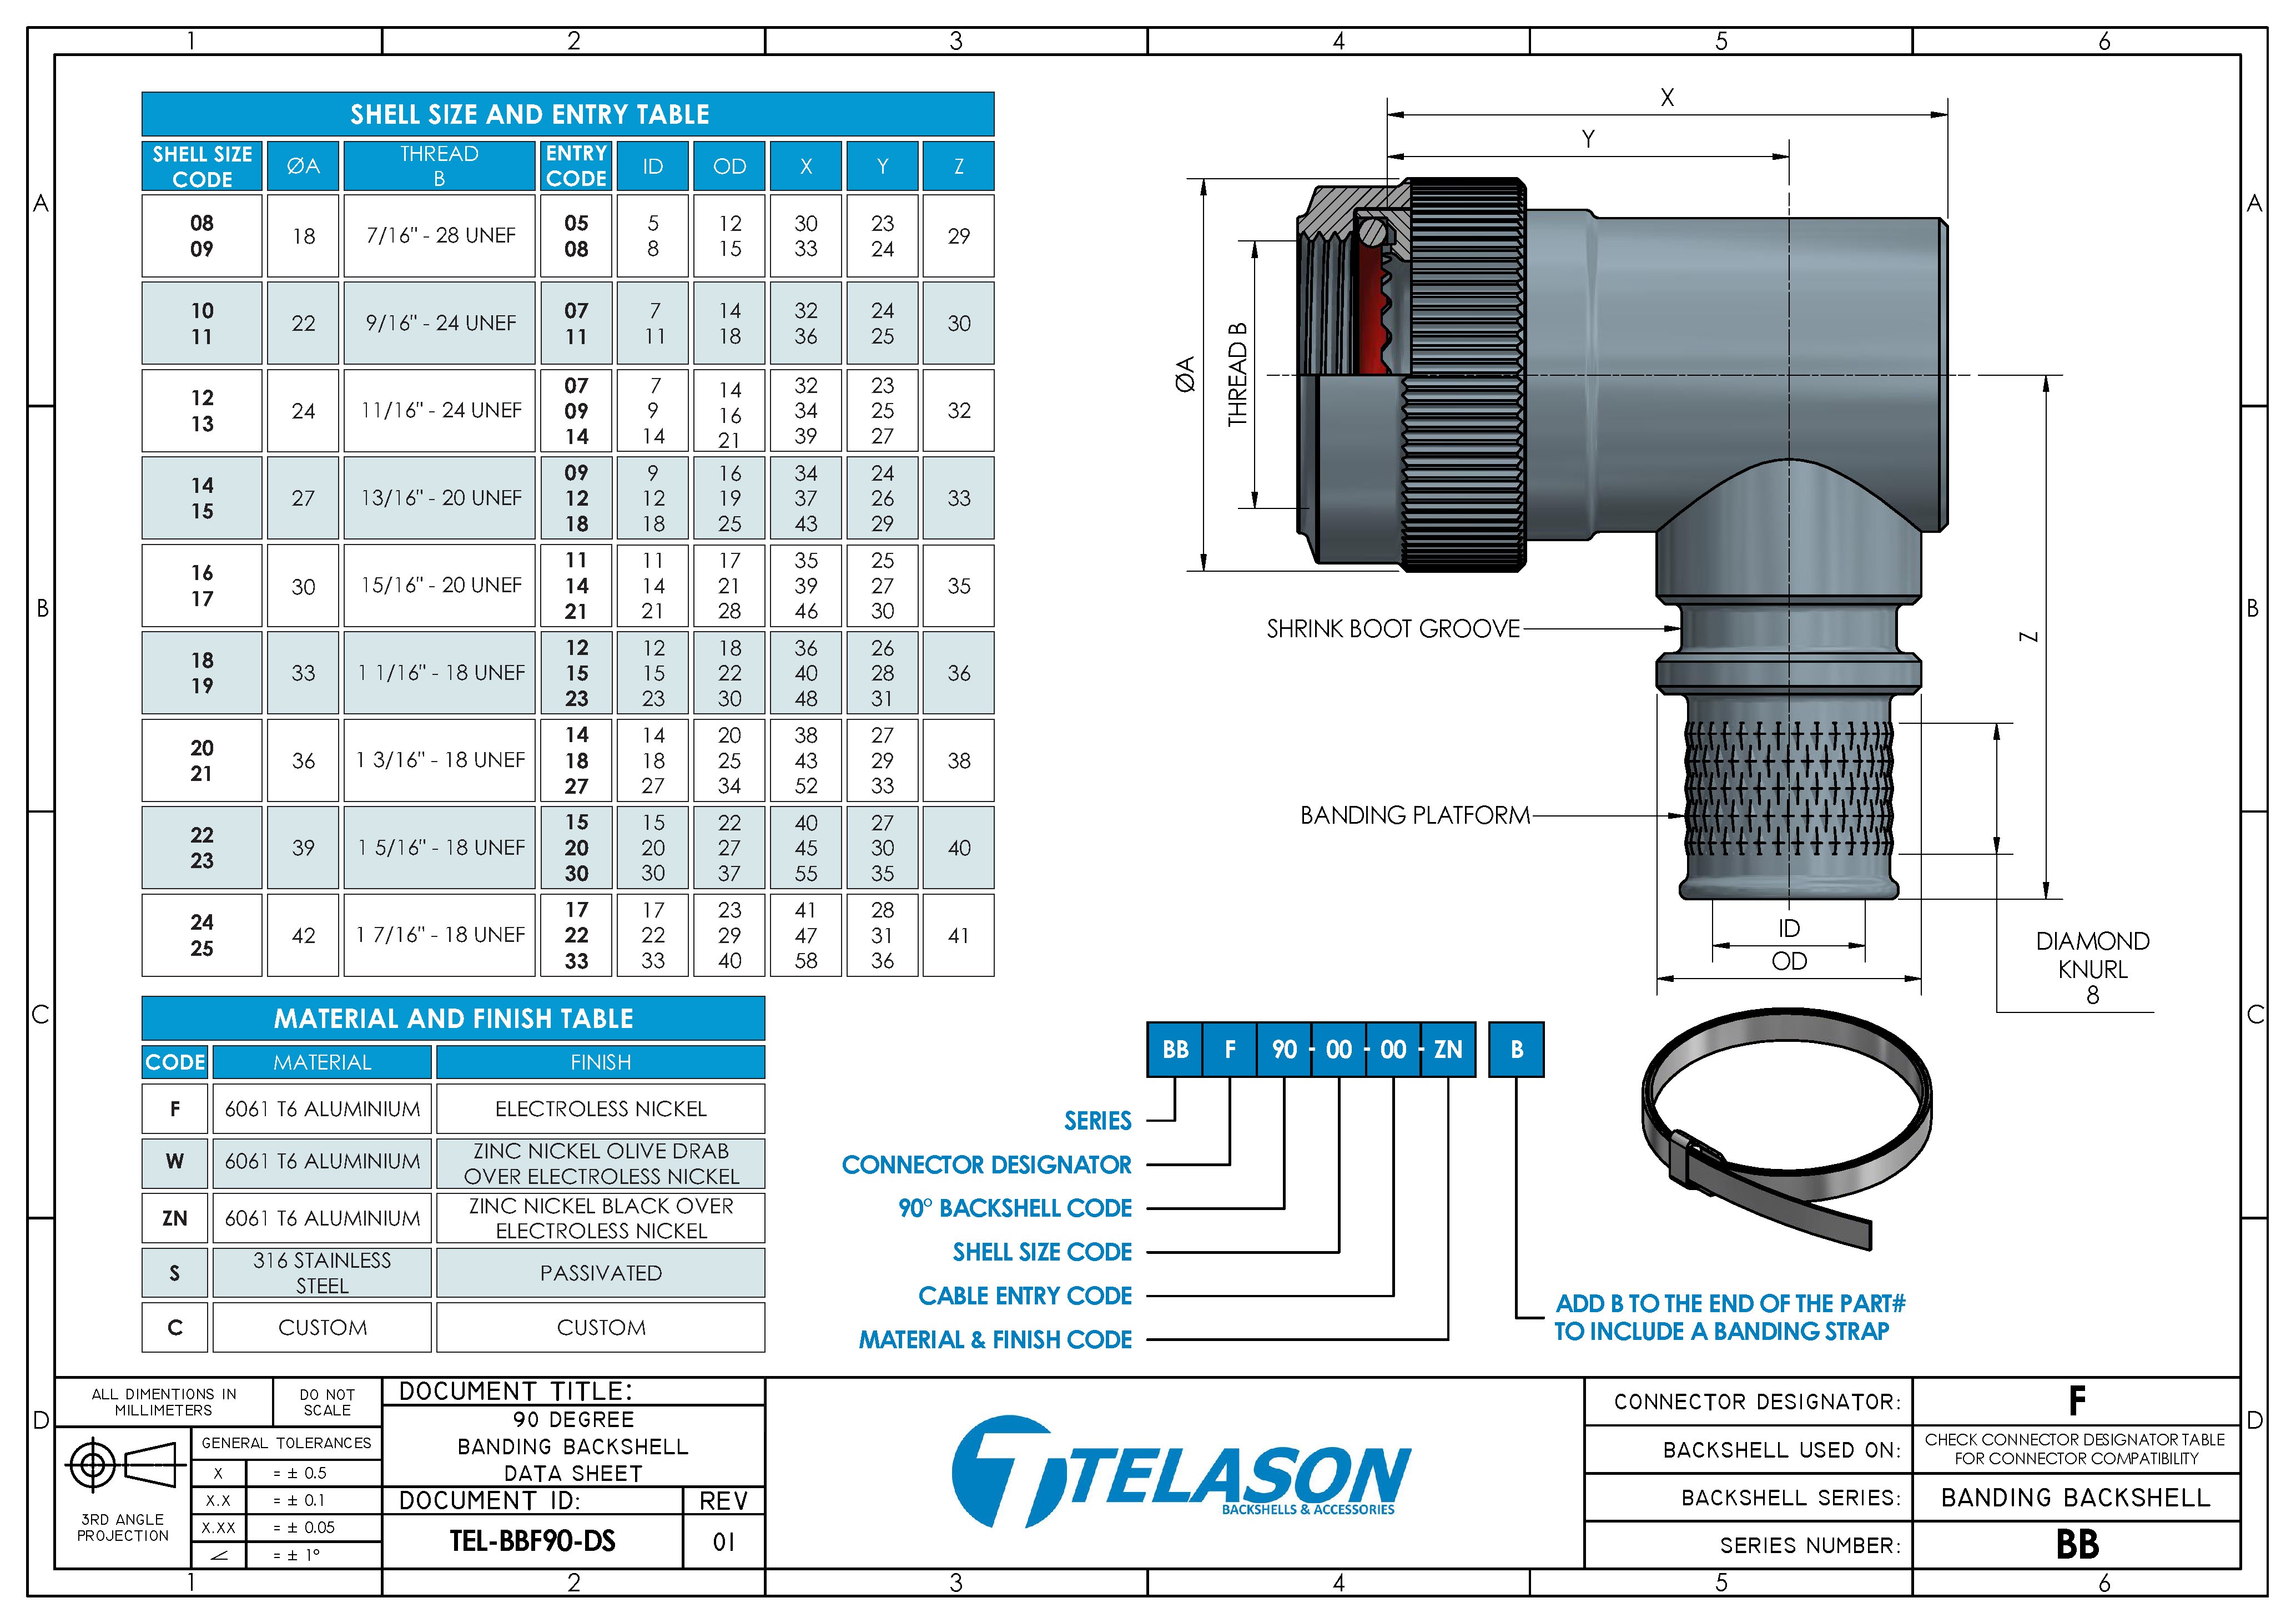 1 2 3 4 5 6
A
B
C
D
A
B
C
D
SHELL SIZE AND ENTRY TABLE
SHELL SIZE CODE ØA THREAD B ENTRY CODE ID OD X Y Z
08 09 18 7/16" - 28 UNEF 29
05 5 12 30 23
08 8 15 33 24
10 11 22 9/16" - 24 UNEF 30
07 7 14 32 24
11 11 18 36 25
12 13 24 11/16" - 24 UNEF 32
07 7 14 32 23
09 9 16 34 25
14 14 21 39 27
14 15 27 13/16" - 20 UNEF 33
09 9 16 34 24
12 12 19 37 26
18 18 25 43 29
16 17 30 15/16" - 20 UNEF 35
11 11 17 35 25
14 14 21 39 27
21 21 28 46 30
18 19 33 1 1/16" - 18 UNEF 36
12 12 18 36 26
15 15 22 40 28
23 23 30 48 31
20 21 36 1 3/16" - 18 UNEF 38
14 14 20 38 27
18 18 25 43 29
27 27 34 52 33
22 23 39 1 5/16" - 18 UNEF 40
15 15 22 40 27
20 20 27 45 30
30 30 37 55 35
24 25 42 1 7/16" - 18 UNEF 41
17 17 23 41 28
22 22 29 47 31
33 33 40 58 36
MATERIAL AND FINISH TABLE
CODE MATERIAL FINISH
F 6061 T6 ALUMINIUM ELECTROLESS NICKEL
W 6061 T6 ALUMINIUM ZINC NICKEL OLIVE DRAB
OVER ELECTROLESS NICKEL
ZN 6061 T6 ALUMINIUM ZINC NICKEL BLACK OVER
ELECTROLESS NICKEL
S 316 STAINLESS
STEEL PASSIVATED
C CUSTOM CUSTOM
X
Y
ØA
THREAD B
Z
SHRINK BOOT GROOVE
BANDING PLATFORM
ID
OD
DIAMOND
KNURL
8
BB F 90 - 00 - 00 - ZN B
SERIES
CONNECTOR DESIGNATOR
90° BACKSHELL CODE
SHELL SIZE CODE
CABLE ENTRY CODE
MATERIAL & FINISH CODE
ADD B TO THE END OF THE PART#
TO INCLUDE A BANDING STRAP
ALL DIMENTIONS IN
MILLIMETERS
DO NOT
SCALE
3RD ANGLE
PROJECTION
GENERAL TOLERANCES
X = ± 0.5
X.X = ± 0.1
X.XX = ± 0.05
∠ = ± 1°
DOCUMENT TITLE:
90 DEGREE
BANDING BACKSHELL
DATA SHEET
DOCUMENT ID: REV
TEL-BBF90-DS 01
T TELASON
BACKSHELLS & ACCESSORIES
CONNECTOR DESIGNATOR: F
BACKSHELL USED ON: CHECK CONNECTOR DESIGNATOR TABLE
FOR CONNECTOR COMPATIBILITY
BACKSHELL SERIES: BANDING BACKSHELL
SERIES NUMBER: BB
1 2 3 4 5 6